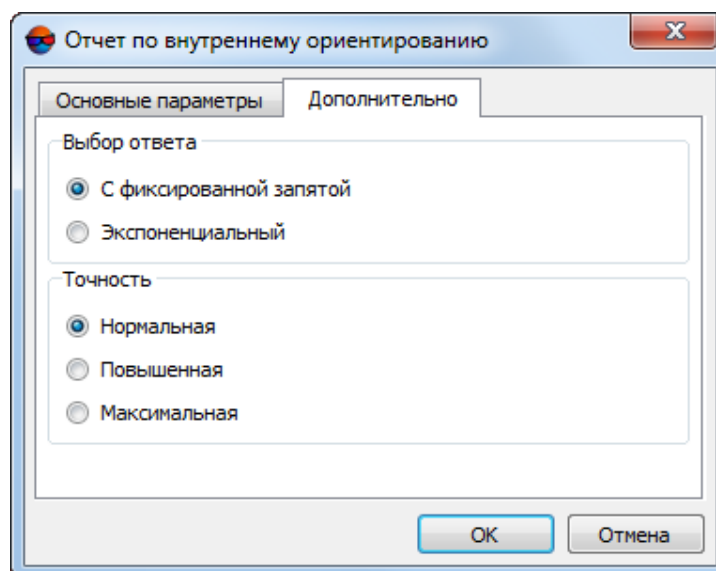 Отчет по внутреннему ориентированию
Основные параметры
Дополнительно
Выбор ответа
С фиксированной запятой
Экспоненциальный
Точность
Нормальная
Повышенная
Максимальная
OK
Отмена